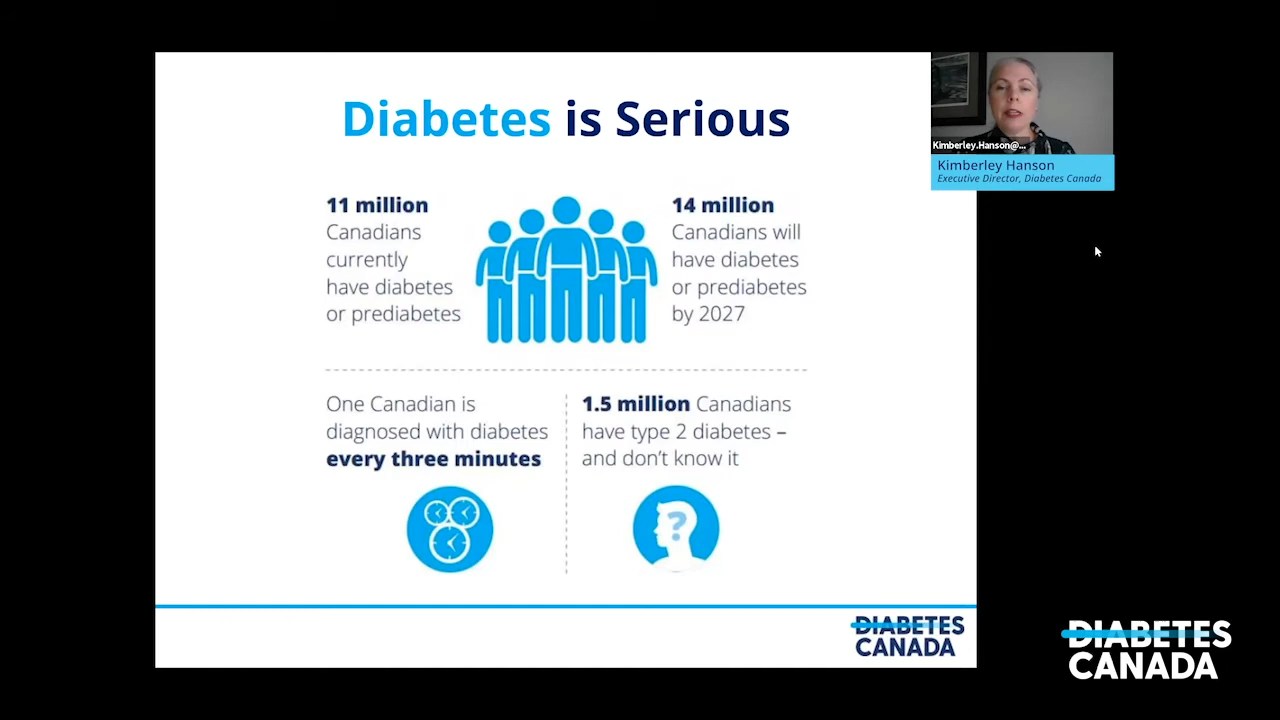 Diabetes is Serious
11 million
Canadians
currently
have diabetes
or prediabetes
14 million
Canadians will
have diabetes
or prediabetes
by 2027
One Canadian is
diagnosed with diabetes
every three minutes
1.5 million Canadians
have type 2 diabetes –
and don't know it
?
DIABETES
CANADA
Kimberley.Hanson@...
Kimberley Hanson
Executive Director, Diabetes Canada
DIABETES
CANADA